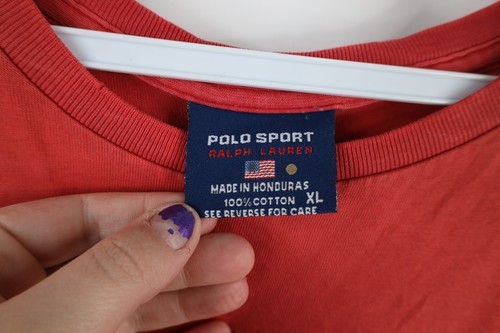 POLO SPORT
RALPH LAUREN
MADE IN HONDURAS
100% COTTON XL
SEE REVERSE FOR CARE